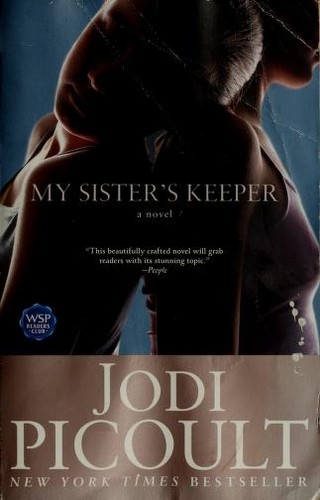 MY SISTER'S KEEPER
a novel
"This beautifully crafted novel will grab
readers with its stunning topic."
—People
WSP
READERS
CLUB
JODI
PICOULT
NEW YORK TIMES BESTSELLER